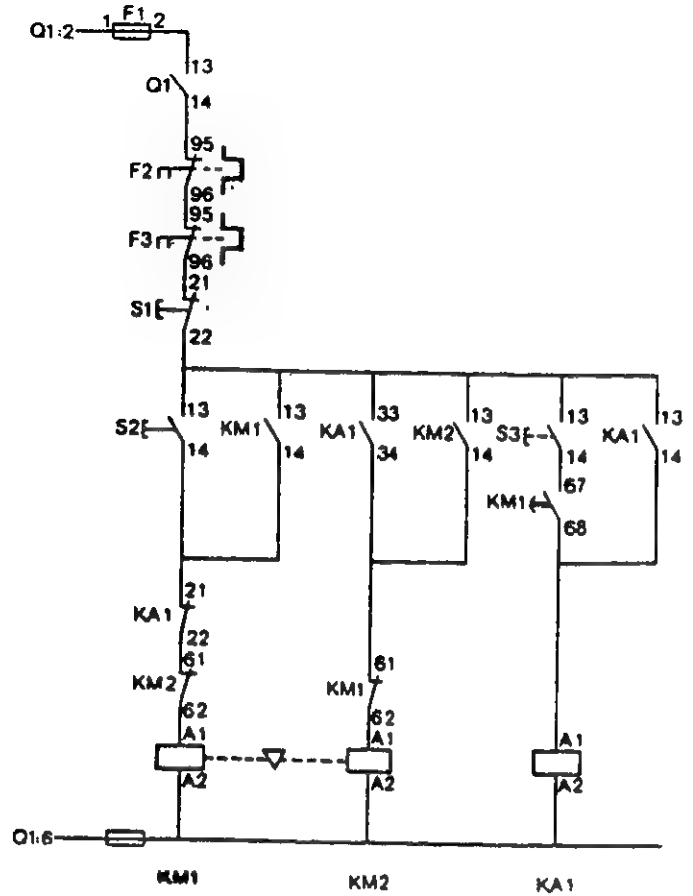 F1
1 2
Q1:2
13
Q1
14
95
F2
96
95
F3
96
21
S1
22
13 13 33 13 13 13
S2 KM1 KA1 KM2 S3 KA1
14 14 34 14 14 14
67
KM1
68
21
KA1
22
61 61
KM2 KM1
62 62
A1 A1 A1
A2 A2 A2
Q1:6
KM1 KM2 KA1